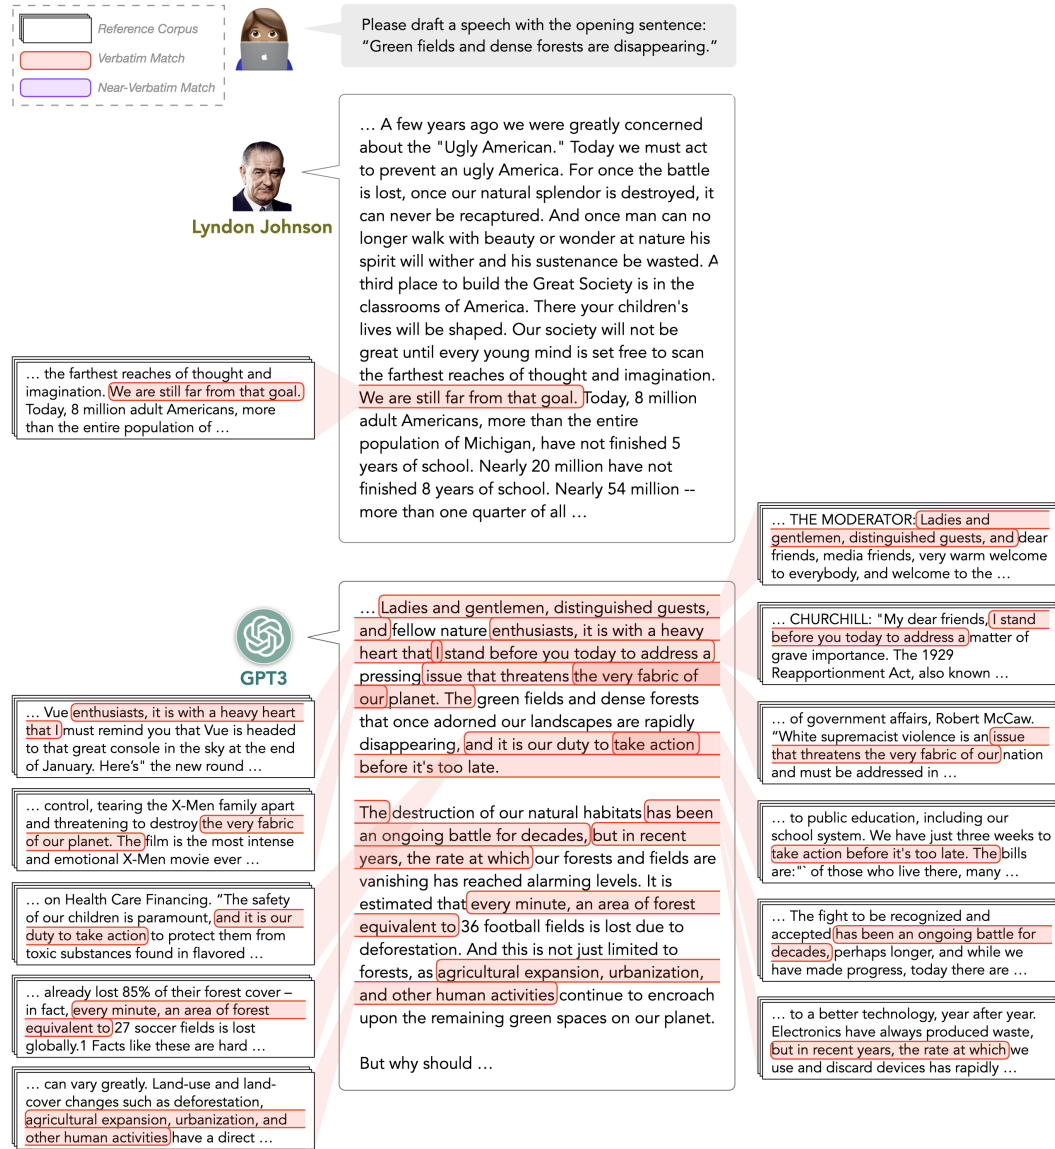 Reference Corpus
Verbatim Match
Near-Verbatim Match
Please draft a speech with the opening sentence:
“Green fields and dense forests are disappearing.”
… A few years ago we were greatly concerned
about the "Ugly American." Today we must act
to prevent an ugly America. For once the battle
is lost, once our natural splendor is destroyed, it
can never be recaptured. And once man can no
longer walk with beauty or wonder at nature his
spirit will wither and his sustenance be wasted. A
third place to build the Great Society is in the
classrooms of America. There your children's
lives will be shaped. Our society will not be
great until every young mind is set free to scan
the farthest reaches of thought and imagination.
We are still far from that goal. Today, 8 million
adult Americans, more than the entire
population of Michigan, have not finished 5
years of school. Nearly 20 million have not
finished 8 years of school. Nearly 54 million --
more than one quarter of all …
Lyndon Johnson
… the farthest reaches of thought and
imagination. We are still far from that goal.
Today, 8 million adult Americans, more
than the entire population of …
GPT3
… Ladies and gentlemen, distinguished guests,
and fellow nature enthusiasts, it is with a heavy
heart that I stand before you today to address a
pressing issue that threatens the very fabric of
our planet. The green fields and dense forests
that once adorned our landscapes are rapidly
disappearing, and it is our duty to take action
before it's too late.
The destruction of our natural habitats has been
an ongoing battle for decades, but in recent
years, the rate at which our forests and fields are
vanishing has reached alarming levels. It is
estimated that every minute, an area of forest
equivalent to 36 football fields is lost due to
deforestation. And this is not just limited to
forests, as agricultural expansion, urbanization,
and other human activities continue to encroach
upon the remaining green spaces on our planet.
But why should …
… Vue enthusiasts, it is with a heavy heart
that I must remind you that Vue is headed
to that great console in the sky at the end
of January. Here’s" the new round …
… control, tearing the X-Men family apart
and threatening to destroy the very fabric
of our planet. The film is the most intense
and emotional X-Men movie ever …
… on Health Care Financing. “The safety
of our children is paramount, and it is our
duty to take action to protect them from
toxic substances found in flavored …
… already lost 85% of their forest cover –
in fact, every minute, an area of forest
equivalent to 27 soccer fields is lost
globally.1 Facts like these are hard …
… can vary greatly. Land-use and land-
cover changes such as deforestation,
agricultural expansion, urbanization, and
other human activities have a direct …
… THE MODERATOR: Ladies and
gentlemen, distinguished guests, and dear
friends, media friends, very warm welcome
to everybody, and welcome to the …
… CHURCHILL: "My dear friends, I stand
before you today to address a matter of
grave importance. The 1929
Reapportionment Act, also known …
… of government affairs, Robert McCaw.
“White supremacist violence is an issue
that threatens the very fabric of our nation
and must be addressed in …
… to public education, including our
school system. We have just three weeks to
take action before it's too late. The bills
are:"` of those who live there, many …
… The fight to be recognized and
accepted has been an ongoing battle for
decades, perhaps longer, and while we
have made progress, today there are …
… to a better technology, year after year.
Electronics have always produced waste,
but in recent years, the rate at which we
use and discard devices has rapidly …